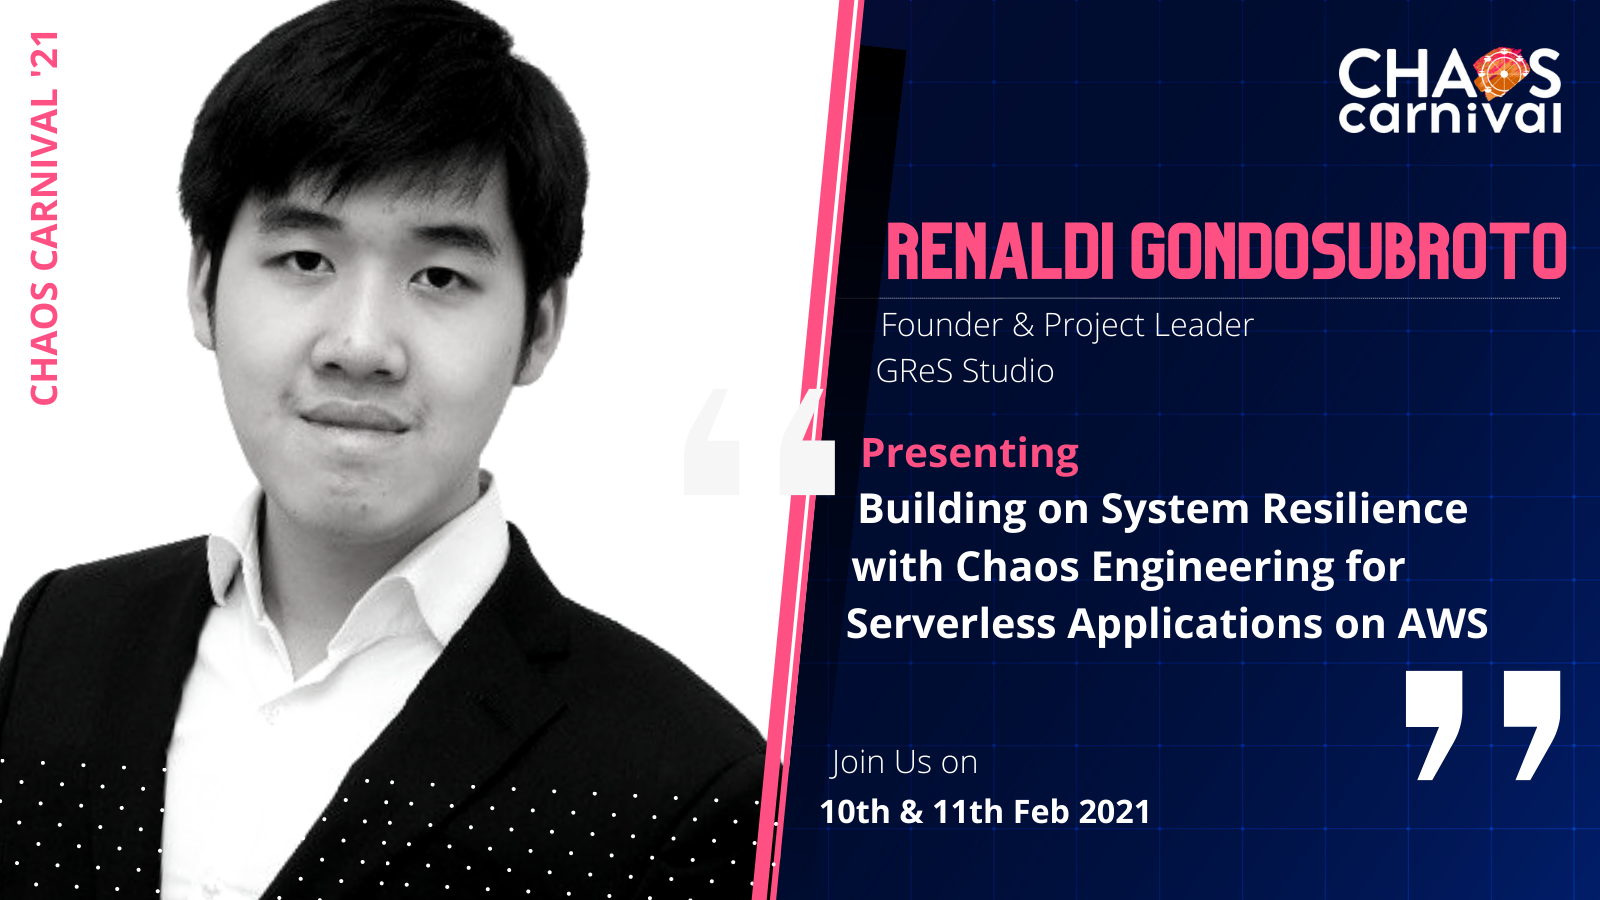 CHAOS CARNIVAL '21
CHAOS
carnival
RENALDI GONDOSUBROTO
Founder & Project Leader
GReS Studio
“
Presenting
Building on System Resilience
with Chaos Engineering for
Serverless Applications on AWS
”
Join Us on
10th & 11th Feb 2021